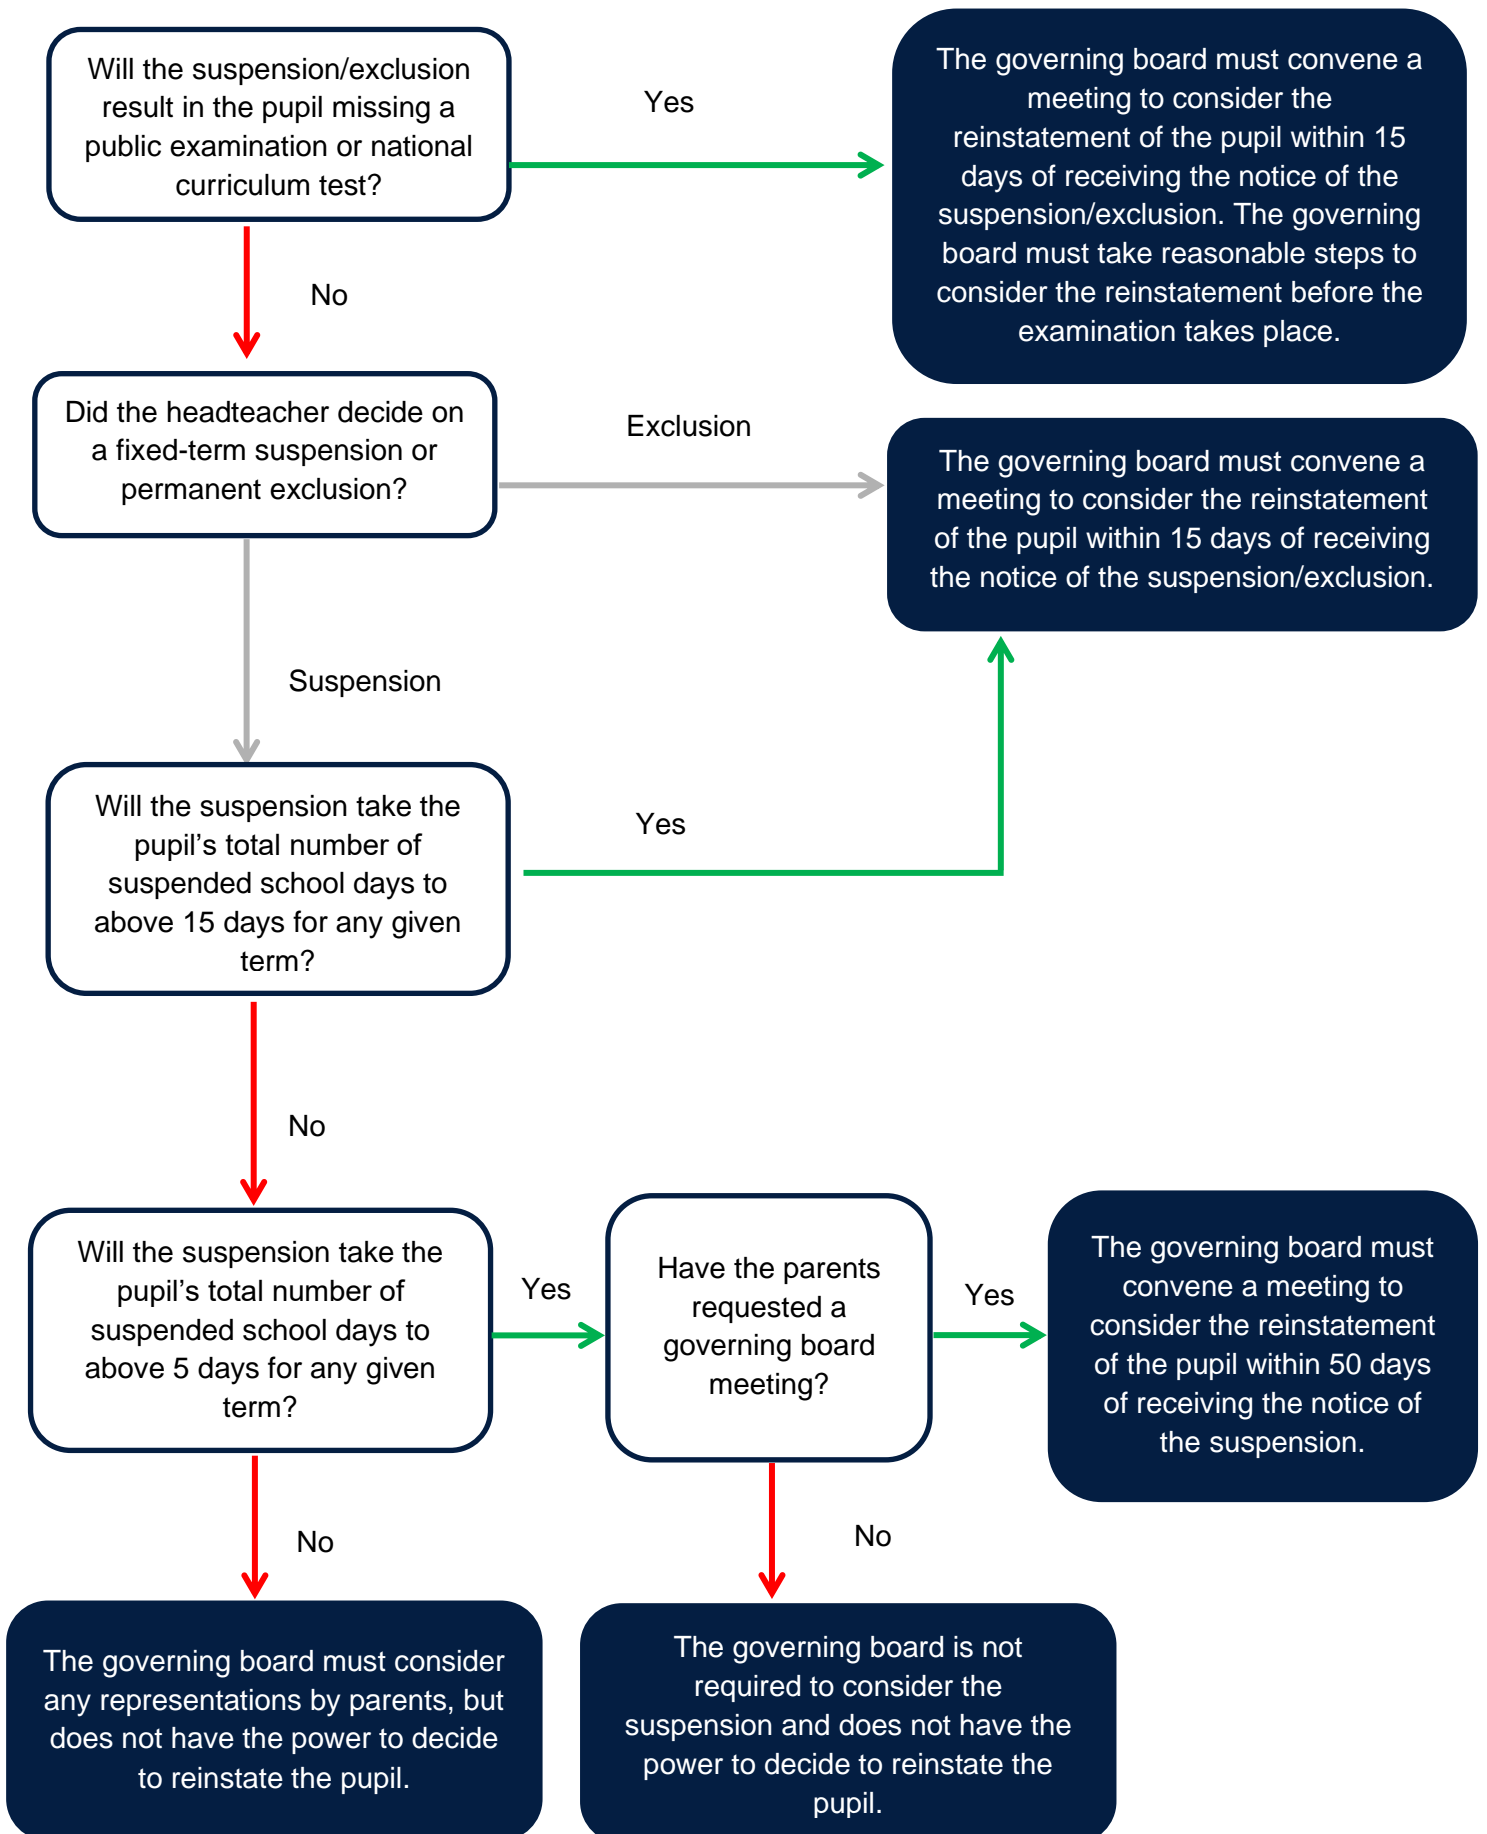 Will the suspension/exclusion
result in the pupil missing a
public examination or national
curriculum test?
Yes
The governing board must convene a
meeting to consider the
reinstatement of the pupil within 15
days of receiving the notice of the
suspension/exclusion. The governing
board must take reasonable steps to
consider the reinstatement before the
examination takes place.
No
Did the headteacher decide on
a fixed-term suspension or
permanent exclusion?
Exclusion
The governing board must convene a
meeting to consider the reinstatement
of the pupil within 15 days of receiving
the notice of the suspension/exclusion.
Suspension
Will the suspension take the
pupil’s total number of
suspended school days to
above 15 days for any given
term?
Yes
No
Will the suspension take the
pupil’s total number of
suspended school days to
above 5 days for any given
term?
Yes
Have the parents
requested a
governing board
meeting?
Yes
The governing board must
convene a meeting to
consider the reinstatement
of the pupil within 50 days
of receiving the notice of
the suspension.
No
No
The governing board must consider
any representations by parents, but
does not have the power to decide
to reinstate the pupil.
The governing board is not
required to consider the
suspension and does not have the
power to decide to reinstate the
pupil.